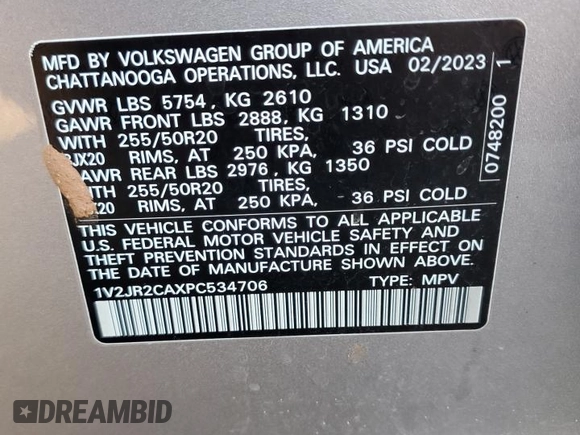 MFD BY VOLKSWAGEN GROUP OF AMERICA
CHATTANOOGA OPERATIONS, LLC. USA 02/2023
GVWR LBS 5754, KG 2610
GAWR FRONT LBS 2888, KG 1310
WITH 255/50R20 TIRES,
8JX20 RIMS, AT 250 KPA, 36 PSI COLD
GAWR REAR LBS 2976, KG 1350
WITH 255/50R20 TIRES,
X20 RIMS, AT 250 KPA, 36 PSI COLD
THIS VEHICLE CONFORMS TO ALL APPLICABLE
U.S. FEDERAL MOTOR VEHICLE SAFETY AND
THEFT PREVENTION STANDARDS IN EFFECT ON
THE DATE OF MANUFACTURE SHOWN ABOVE.
1V2JR2CAXPC534706 TYPE: MPV
0748200 1
DREAMBID